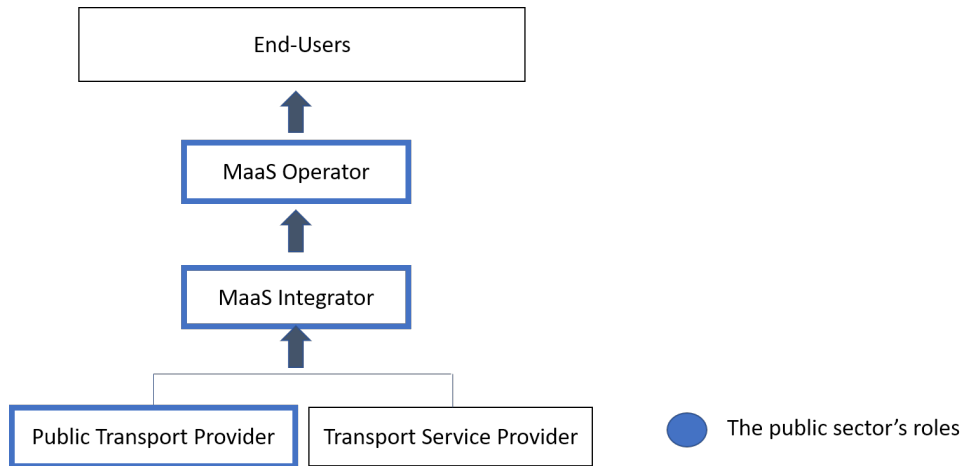 End-Users
MaaS Operator
MaaS Integrator
Public Transport Provider
Transport Service Provider
The public sector’s roles